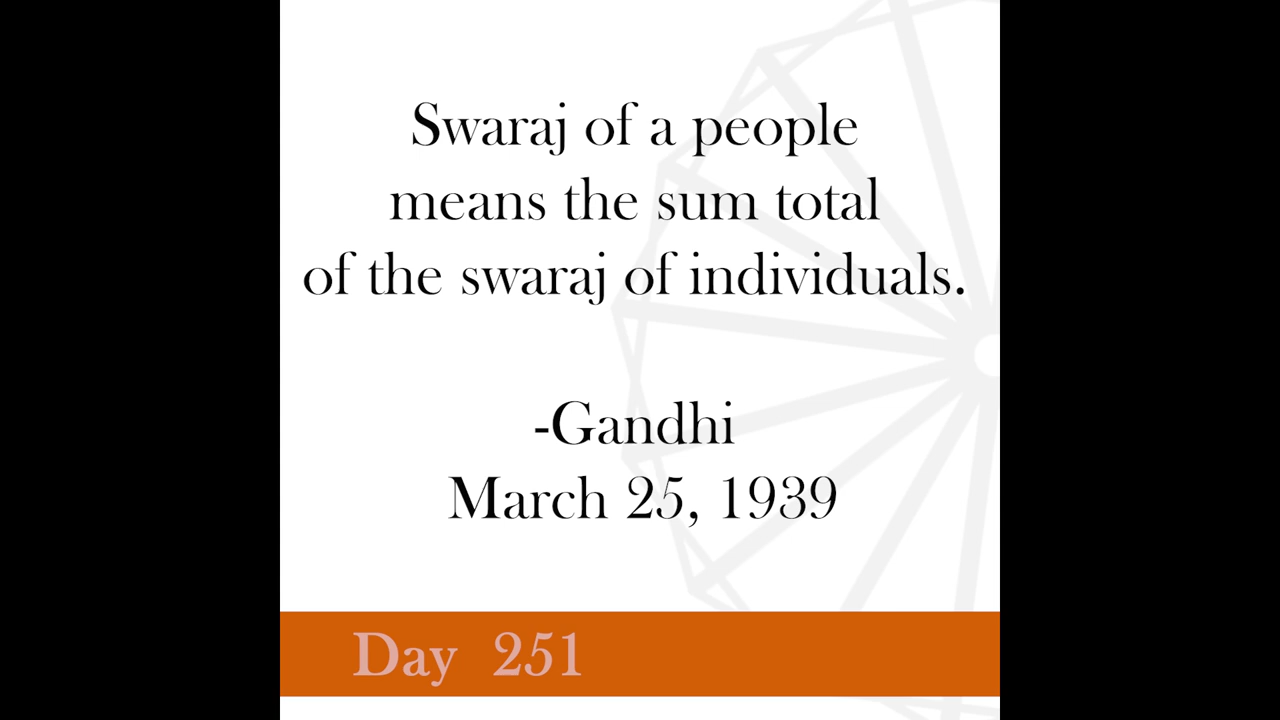 Swaraj of a people
means the sum total
of the swaraj of individuals.
-Gandhi
March 25, 1939
Day 251